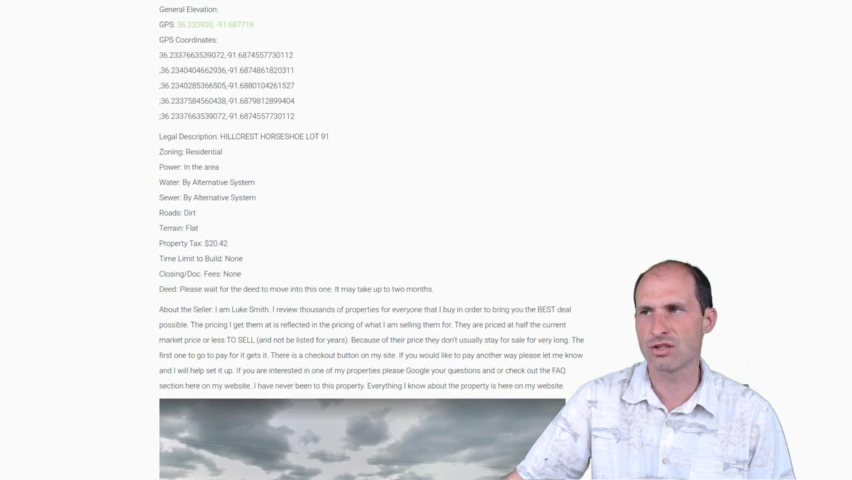 General Elevation:
GPS: 36.233900, -91.687719
GPS Coordinates:
36.2337663539072,-91.6874557730112
;36.2340404662936,-91.6874861820311
;36.2340285366505,-91.6880104261527
;36.2337584560438,-91.6879812899404
;36.2337663539072,-91.6874557730112
Legal Description: HILLCREST HORSESHOE LOT 91
Zoning: Residential
Power: In the area
Water: By Alternative System
Sewer: By Alternative System
Roads: Dirt
Terrain: Flat
Property Tax: $20.42
Time Limit to Build: None
Closing/Doc. Fees: None
Deed: Please wait for the deed to move into this one. It may take up to two months.
About the Seller: I am Luke Smith. I review thousands of properties for everyone that I buy in order to bring you the BEST deal
possible. The pricing I get them at is reflected in the pricing of what I am selling them for. They are priced at half the current
market price or less TO SELL (and not be listed for years). Because of their price they don't usually stay for sale for very long. The
first one to go to pay for it gets it. There is a checkout button on my site. If you would like to pay another way please let me know
and I will help set it up. If you are interested in one of my properties please Google your questions and or check out the FAQ
section here on my website. I have never been to this property. Everything I know about the property is here on my website.